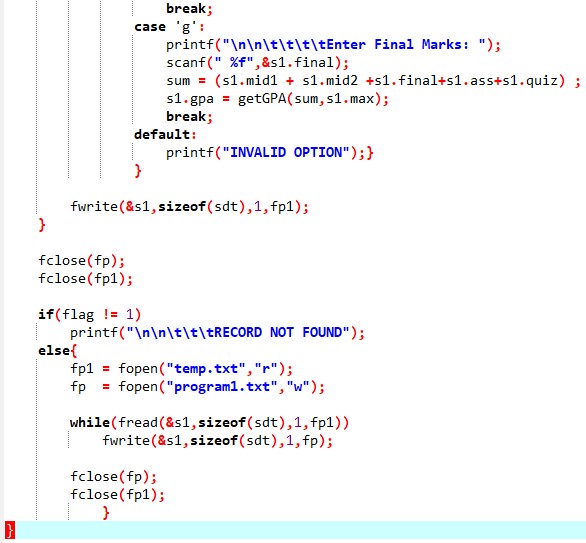 break;
case 'g':
printf("\n\n\t\t\t\tEnter Final Marks: ");
scanf(" %f",&s1.final);
sum = (s1.mid1 + s1.mid2 +s1.final+s1.ass+s1.quiz) ;
s1.gpa = getGPA(sum,s1.max);
break;
default:
printf("INVALID OPTION");}
}
fwrite(&s1,sizeof(sdt),1,fp1);
}
fclose(fp);
fclose(fp1);
if(flag != 1)
printf("\n\n\t\t\tRECORD NOT FOUND");
else{
fp1 = fopen("temp.txt","r");
fp  = fopen("program1.txt","w");
while(fread(&s1,sizeof(sdt),1,fp1))
fwrite(&s1,sizeof(sdt),1,fp);
fclose(fp);
fclose(fp1);
}
}